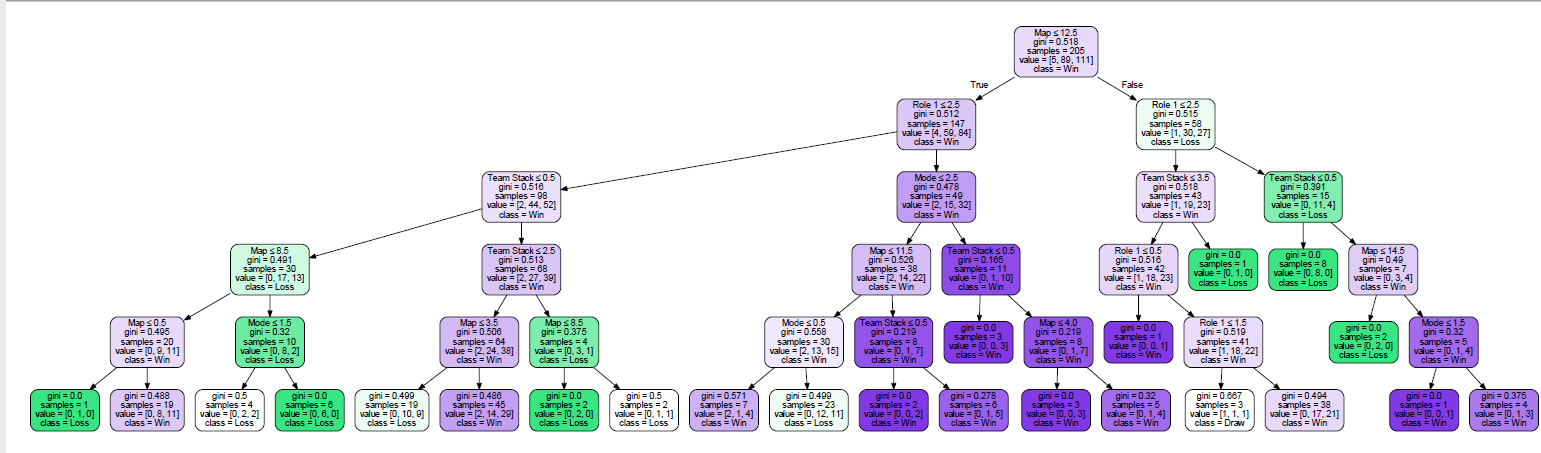 Map ≤ 12.5
gini = 0.518
samples = 205
value = [5, 89, 111]
class = Win
True
False
Role 1 ≤ 2.5
gini = 0.512
samples = 147
value = [4, 59, 84]
class = Win
Role 1 ≤ 2.5
gini = 0.515
samples = 58
value = [1, 30, 27]
class = Loss
Team Stack ≤ 0.5
gini = 0.516
samples = 98
value = [2, 44, 52]
class = Win
Mode ≤ 2.5
gini = 0.478
samples = 49
value = [2, 15, 32]
class = Win
Team Stack ≤ 3.5
gini = 0.518
samples = 43
value = [1, 19, 23]
class = Win
Team Stack ≤ 0.5
gini = 0.391
samples = 15
value = [0, 11, 4]
class = Loss
Map ≤ 8.5
gini = 0.491
samples = 30
value = [0, 17, 13]
class = Loss
Team Stack ≤ 2.5
gini = 0.513
samples = 68
value = [2, 27, 39]
class = Win
Map ≤ 11.5
gini = 0.526
samples = 38
value = [2, 14, 22]
class = Win
Team Stack ≤ 0.5
gini = 0.165
samples = 11
value = [0, 1, 10]
class = Win
Role 1 ≤ 0.5
gini = 0.516
samples = 42
value = [1, 18, 23]
class = Win
gini = 0.0
samples = 1
value = [0, 1, 0]
class = Loss
gini = 0.0
samples = 8
value = [0, 8, 0]
class = Loss
Map ≤ 14.5
gini = 0.49
samples = 7
value = [0, 3, 4]
class = Win
Map ≤ 0.5
gini = 0.495
samples = 20
value = [0, 9, 11]
class = Win
Mode ≤ 1.5
gini = 0.32
samples = 10
value = [0, 8, 2]
class = Loss
Map ≤ 3.5
gini = 0.506
samples = 64
value = [2, 24, 38]
class = Win
Map ≤ 8.5
gini = 0.375
samples = 4
value = [0, 3, 1]
class = Loss
Mode ≤ 0.5
gini = 0.558
samples = 30
value = [2, 13, 15]
class = Win
Team Stack ≤ 0.5
gini = 0.219
samples = 8
value = [0, 1, 7]
class = Win
gini = 0.0
samples = 3
value = [0, 0, 3]
class = Win
Map ≤ 4.0
gini = 0.219
samples = 8
value = [0, 1, 7]
class = Win
gini = 0.0
samples = 1
value = [0, 0, 1]
class = Win
Role 1 ≤ 1.5
gini = 0.519
samples = 41
value = [1, 18, 22]
class = Win
gini = 0.0
samples = 2
value = [0, 2, 0]
class = Loss
Mode ≤ 1.5
gini = 0.32
samples = 5
value = [0, 1, 4]
class = Win
gini = 0.0
samples = 1
value = [0, 1, 0]
class = Loss
gini = 0.488
samples = 19
value = [0, 8, 11]
class = Win
gini = 0.5
samples = 4
value = [0, 2, 2]
class = Loss
gini = 0.0
samples = 6
value = [0, 6, 0]
class = Loss
gini = 0.499
samples = 19
value = [0, 10, 9]
class = Loss
gini = 0.486
samples = 45
value = [2, 14, 29]
class = Win
gini = 0.0
samples = 2
value = [0, 2, 0]
class = Loss
gini = 0.5
samples = 2
value = [0, 1, 1]
class = Loss
gini = 0.571
samples = 7
value = [2, 1, 4]
class = Win
gini = 0.499
samples = 23
value = [0, 12, 11]
class = Loss
gini = 0.0
samples = 2
value = [0, 0, 2]
class = Win
gini = 0.278
samples = 6
value = [0, 1, 5]
class = Win
gini = 0.0
samples = 3
value = [0, 0, 3]
class = Win
gini = 0.32
samples = 5
value = [0, 1, 4]
class = Win
gini = 0.667
samples = 3
value = [1, 1, 1]
class = Draw
gini = 0.494
samples = 38
value = [0, 17, 21]
class = Win
gini = 0.0
samples = 1
value = [0, 0, 1]
class = Win
gini = 0.375
samples = 4
value = [0, 1, 3]
class = Win